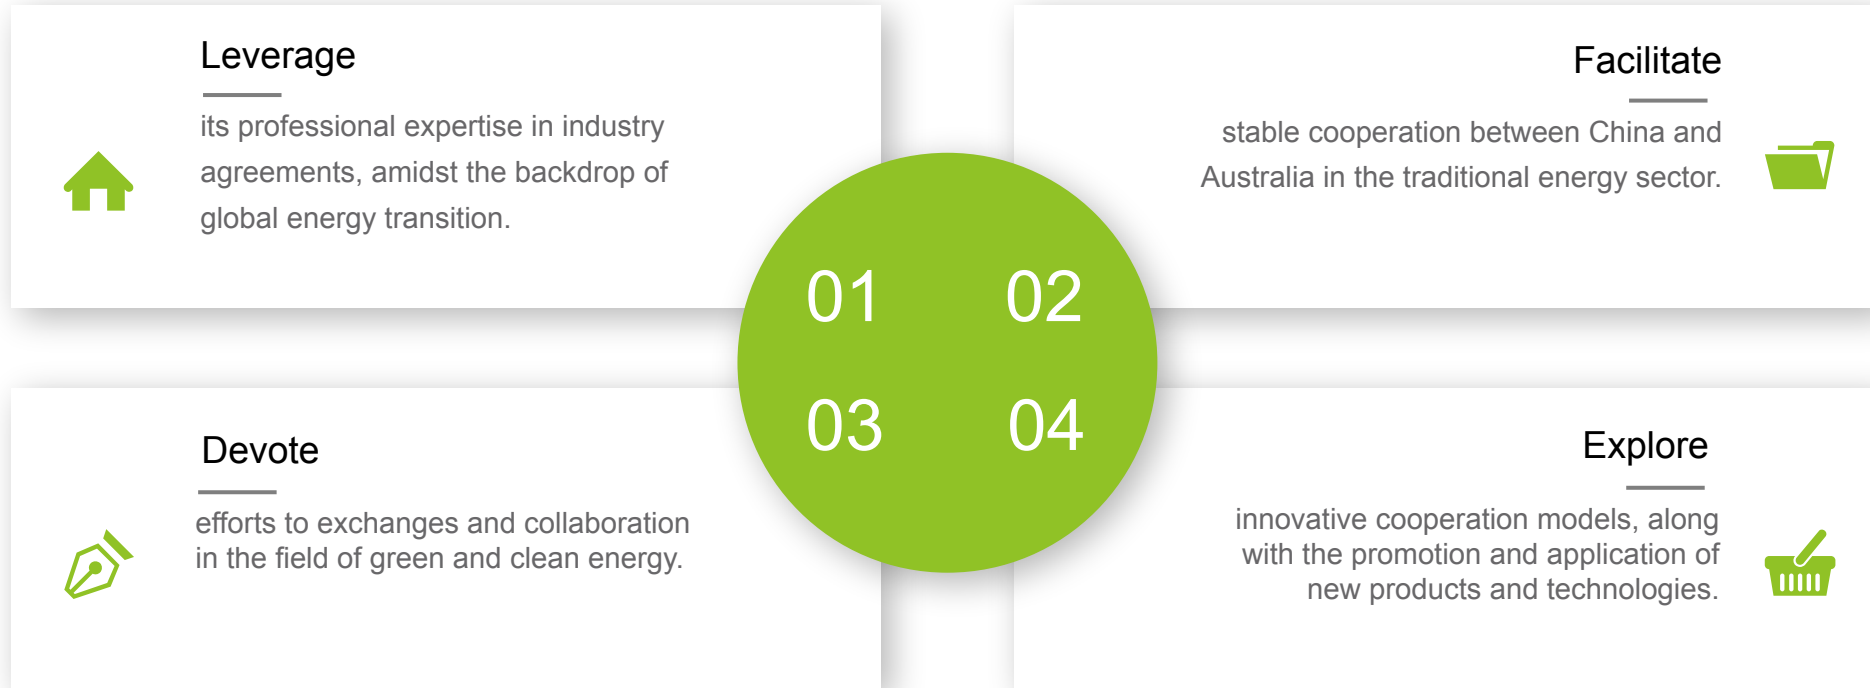 Leverage
its professional expertise in industry
agreements, amidst the backdrop of
global energy transition.
Facilitate
stable cooperation between China and
Australia in the traditional energy sector.
01
02
03
04
Devote
efforts to exchanges and collaboration
in the field of green and clean energy.
Explore
innovative cooperation models, along
with the promotion and application of
new products and technologies.